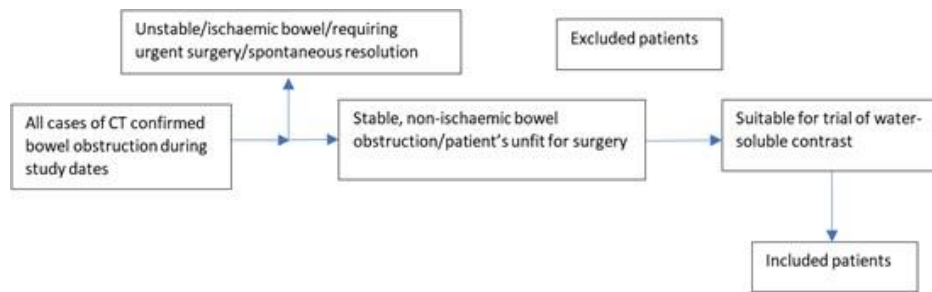 Unstable/ischaemic bowel/requiring
urgent surgery/spontaneous resolution
Excluded patients
All cases of CT confirmed
bowel obstruction during
study dates
Stable, non-ischaemic bowel
obstruction/patient's unfit for surgery
Suitable for trial of water-
soluble contrast
Included patients